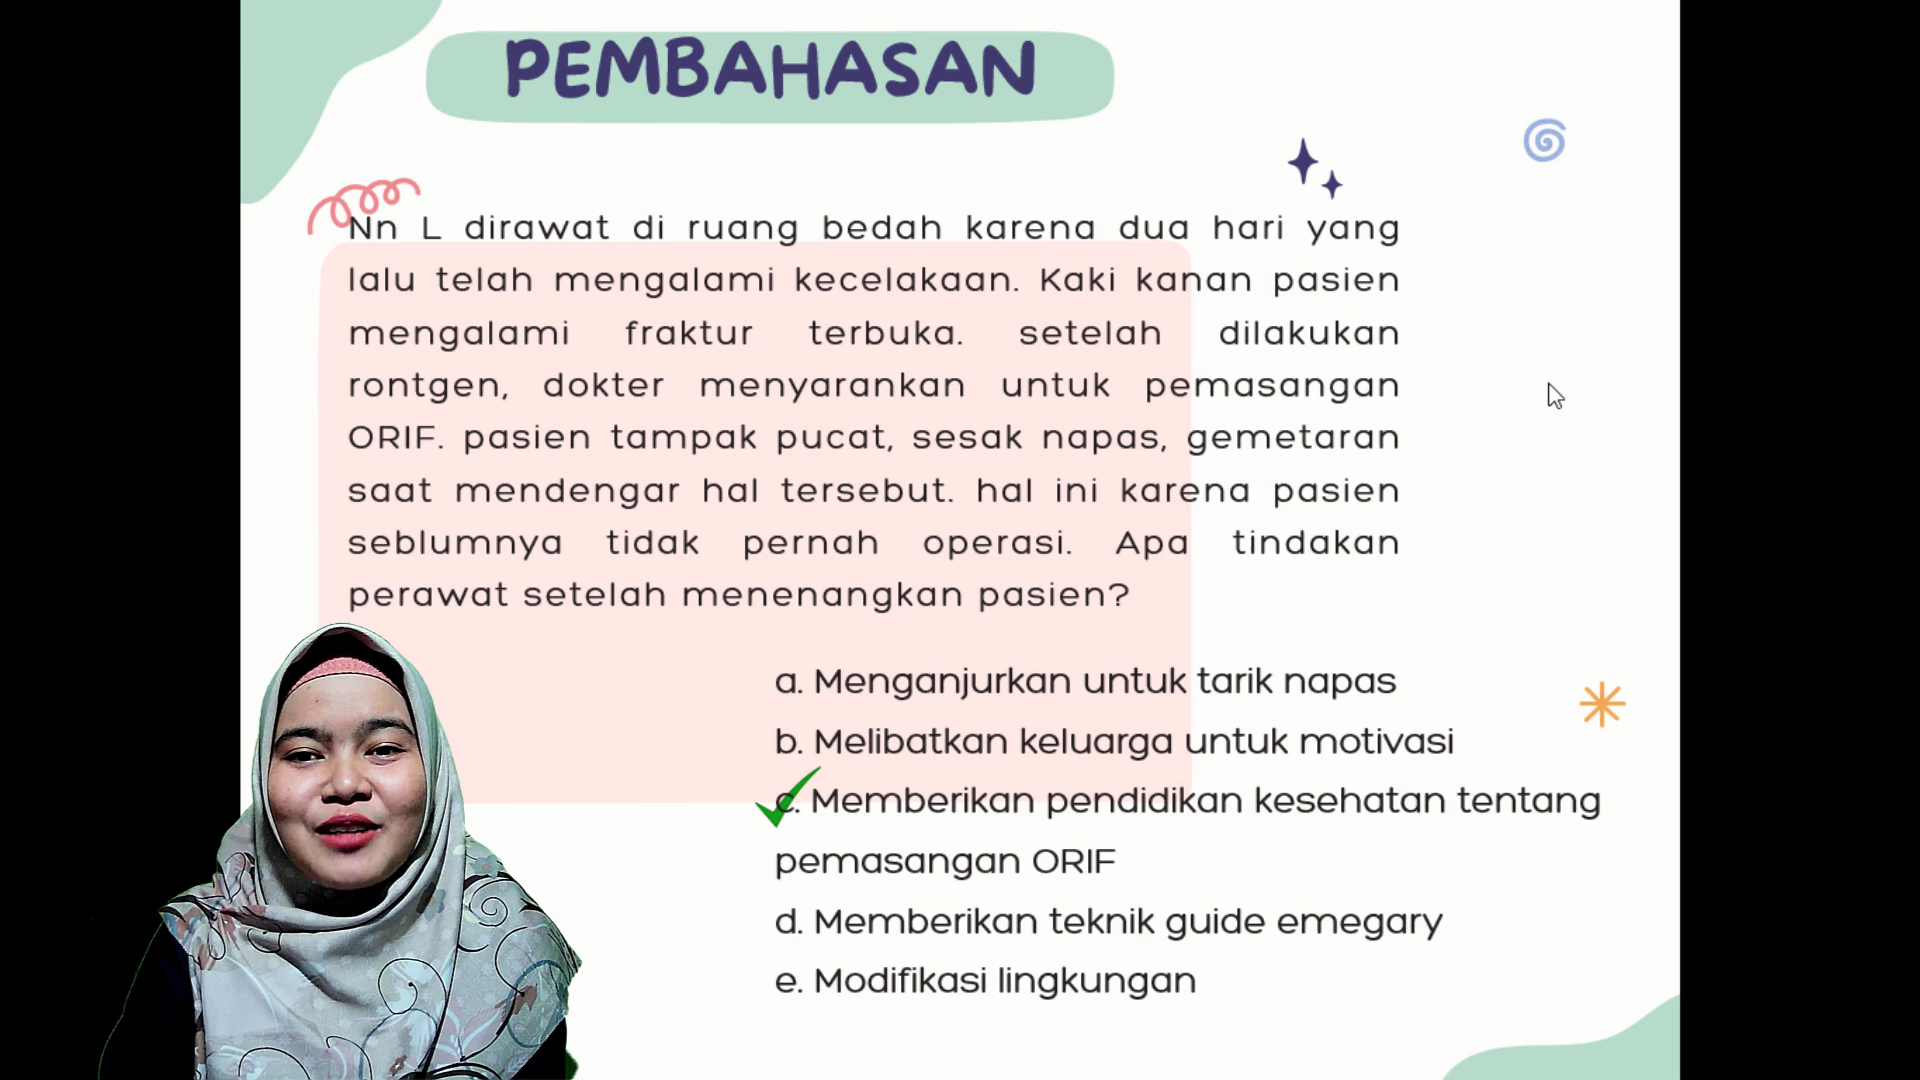 PEMBAHASAN
Nn L dirawat di ruang bedah karena dua hari yang
lalu telah mengalami kecelakaan. Kaki kanan pasien
mengalami fraktur terbuka. setelah dilakukan
rontgen, dokter menyarankan untuk pemasangan
ORIF. pasien tampak pucat, sesak napas, gemetaran
saat mendengar hal tersebut. hal ini karena pasien
seblumnya tidak pernah operasi. Apa tindakan
perawat setelah menenangkan pasien?
a. Menganjurkan untuk tarik napas
b. Melibatkan keluarga untuk motivasi
c. Memberikan pendidikan kesehatan tentang
pemasangan ORIF
d. Memberikan teknik guide emegary
e. Modifikasi lingkungan